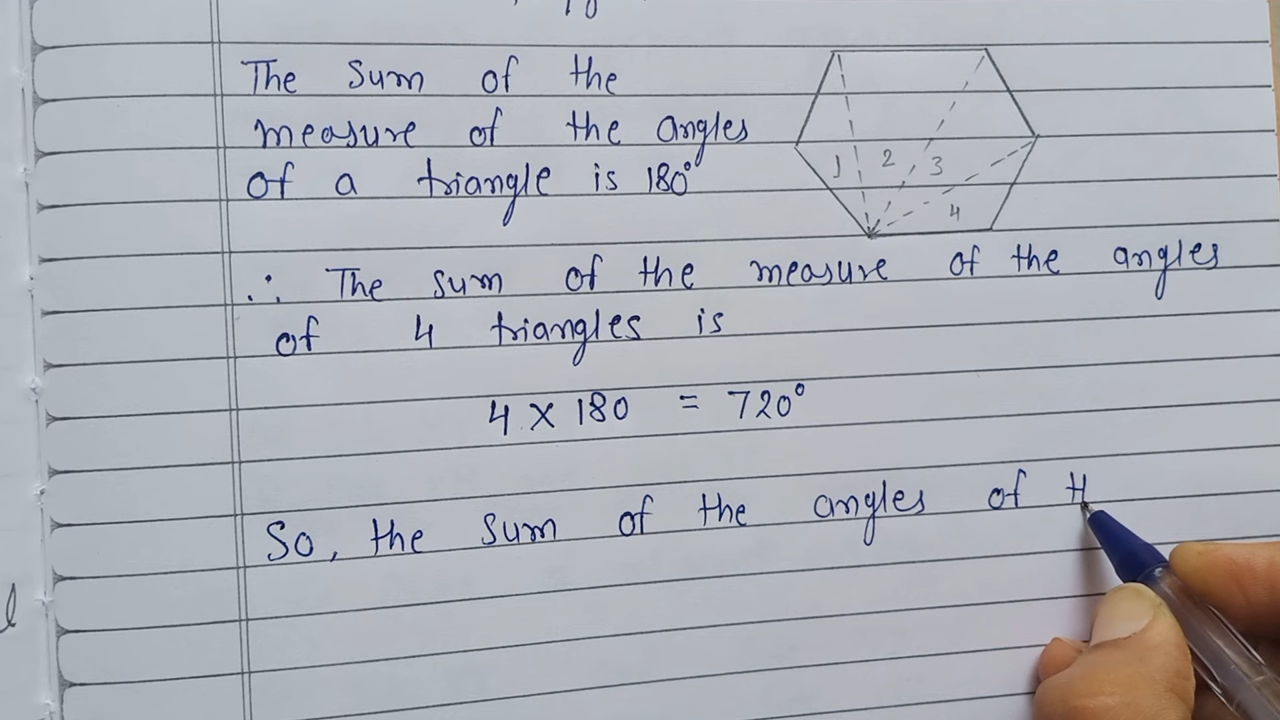 The sum of the
measure of the angles
of a triangle is 180°
1 2 3
4
∴ The sum of the measure of the angles
of 4 triangles is
4 × 180 = 720°
So, the sum of the angles of